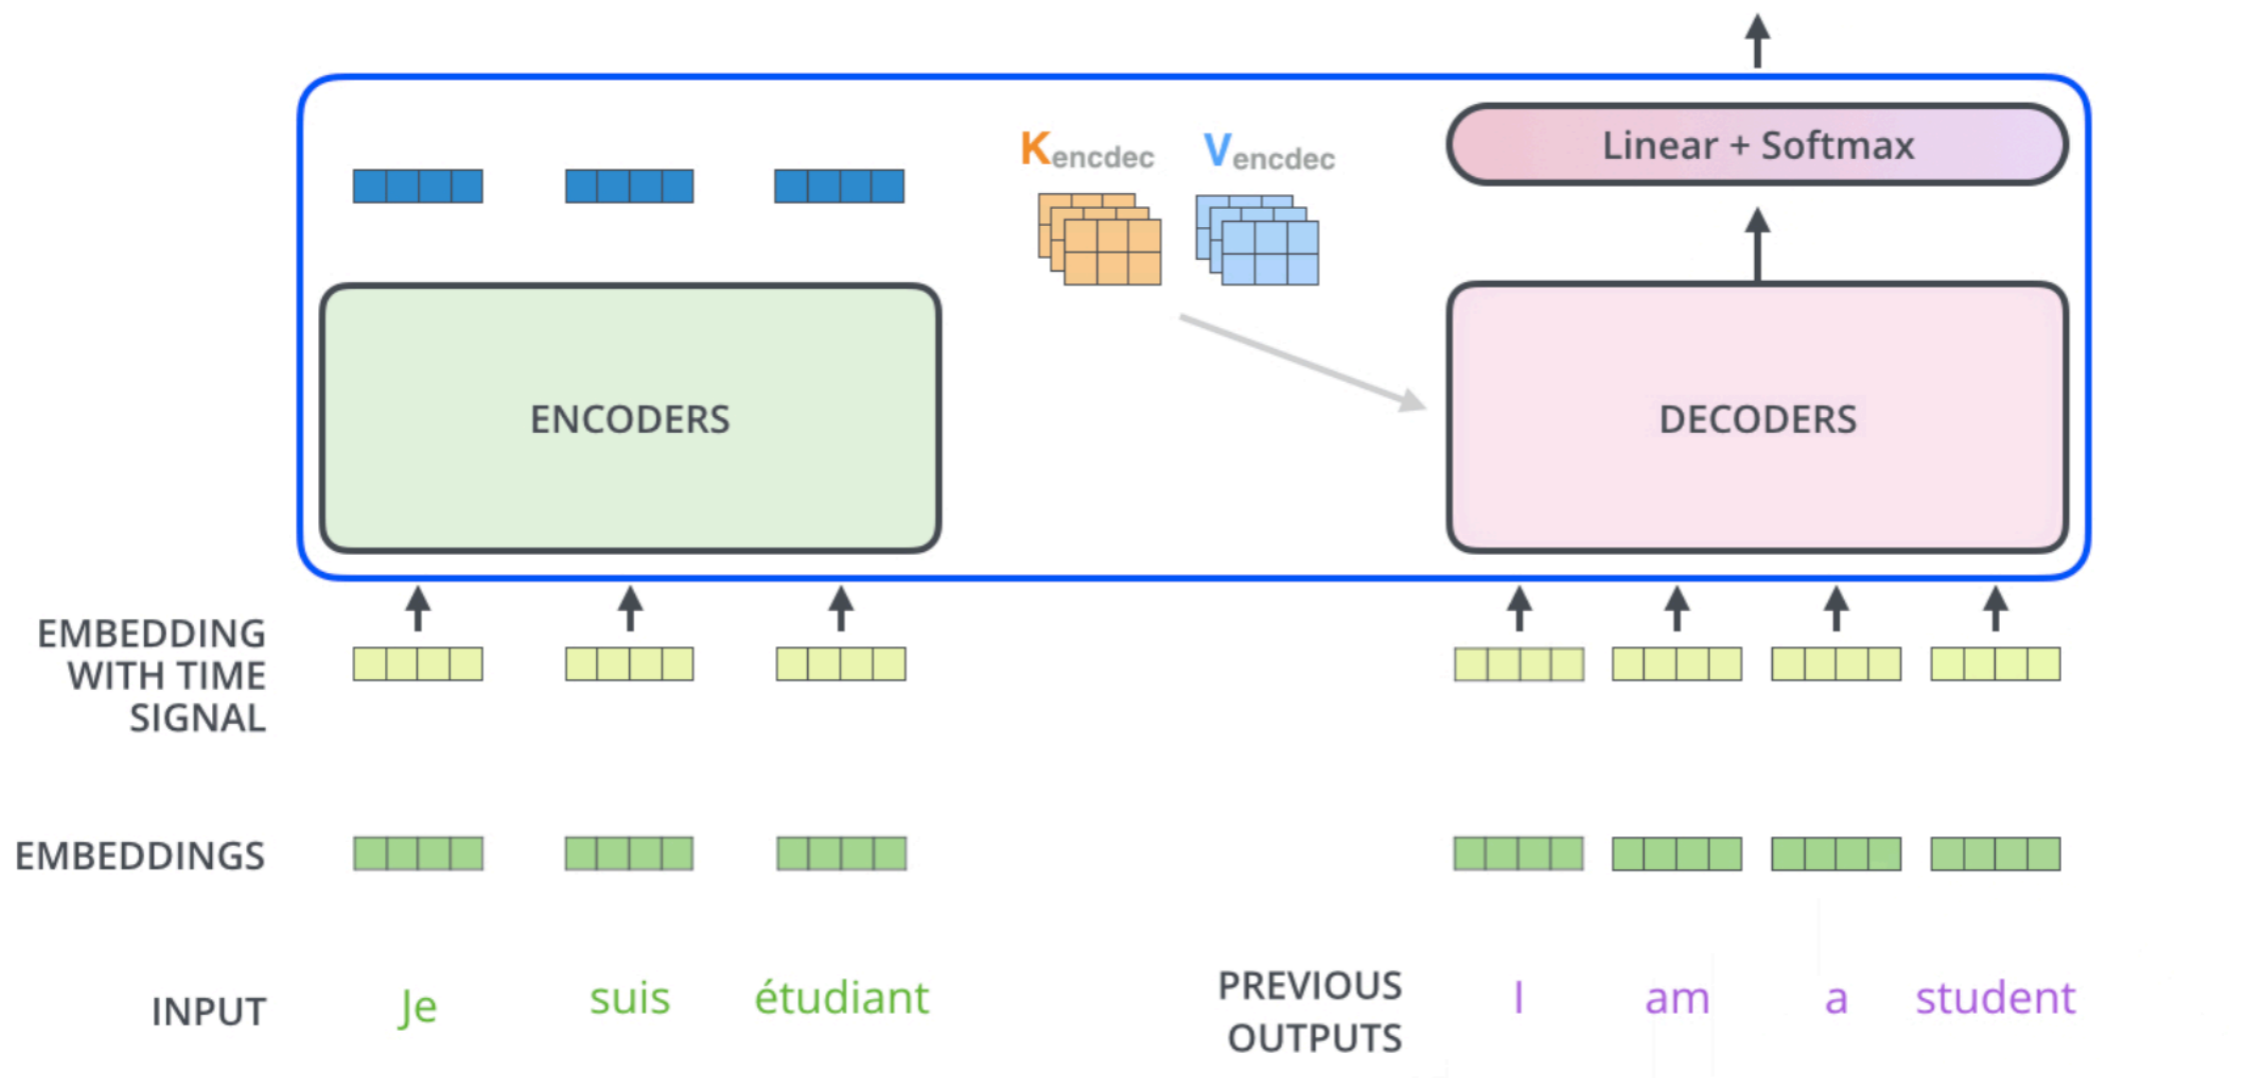 Kencdec Vencdec
Linear + Softmax
ENCODERS
DECODERS
EMBEDDING
WITH TIME
SIGNAL
EMBEDDINGS
INPUT
Je suis étudiant
PREVIOUS
OUTPUTS
I am a student